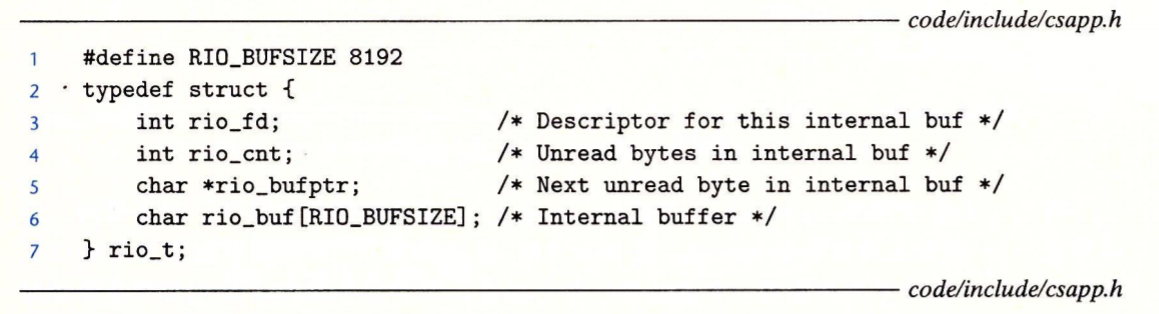 code/include/csapp.h
1 #define RIO_BUFSIZE 8192
2 typedef struct {
3 int rio_fd; /* Descriptor for this internal buf */
4 int rio_cnt; /* Unread bytes in internal buf */
5 char *rio_bufptr; /* Next unread byte in internal buf */
6 char rio_buf[RIO_BUFSIZE]; /* Internal buffer */
7 } rio_t;
code/include/csapp.h